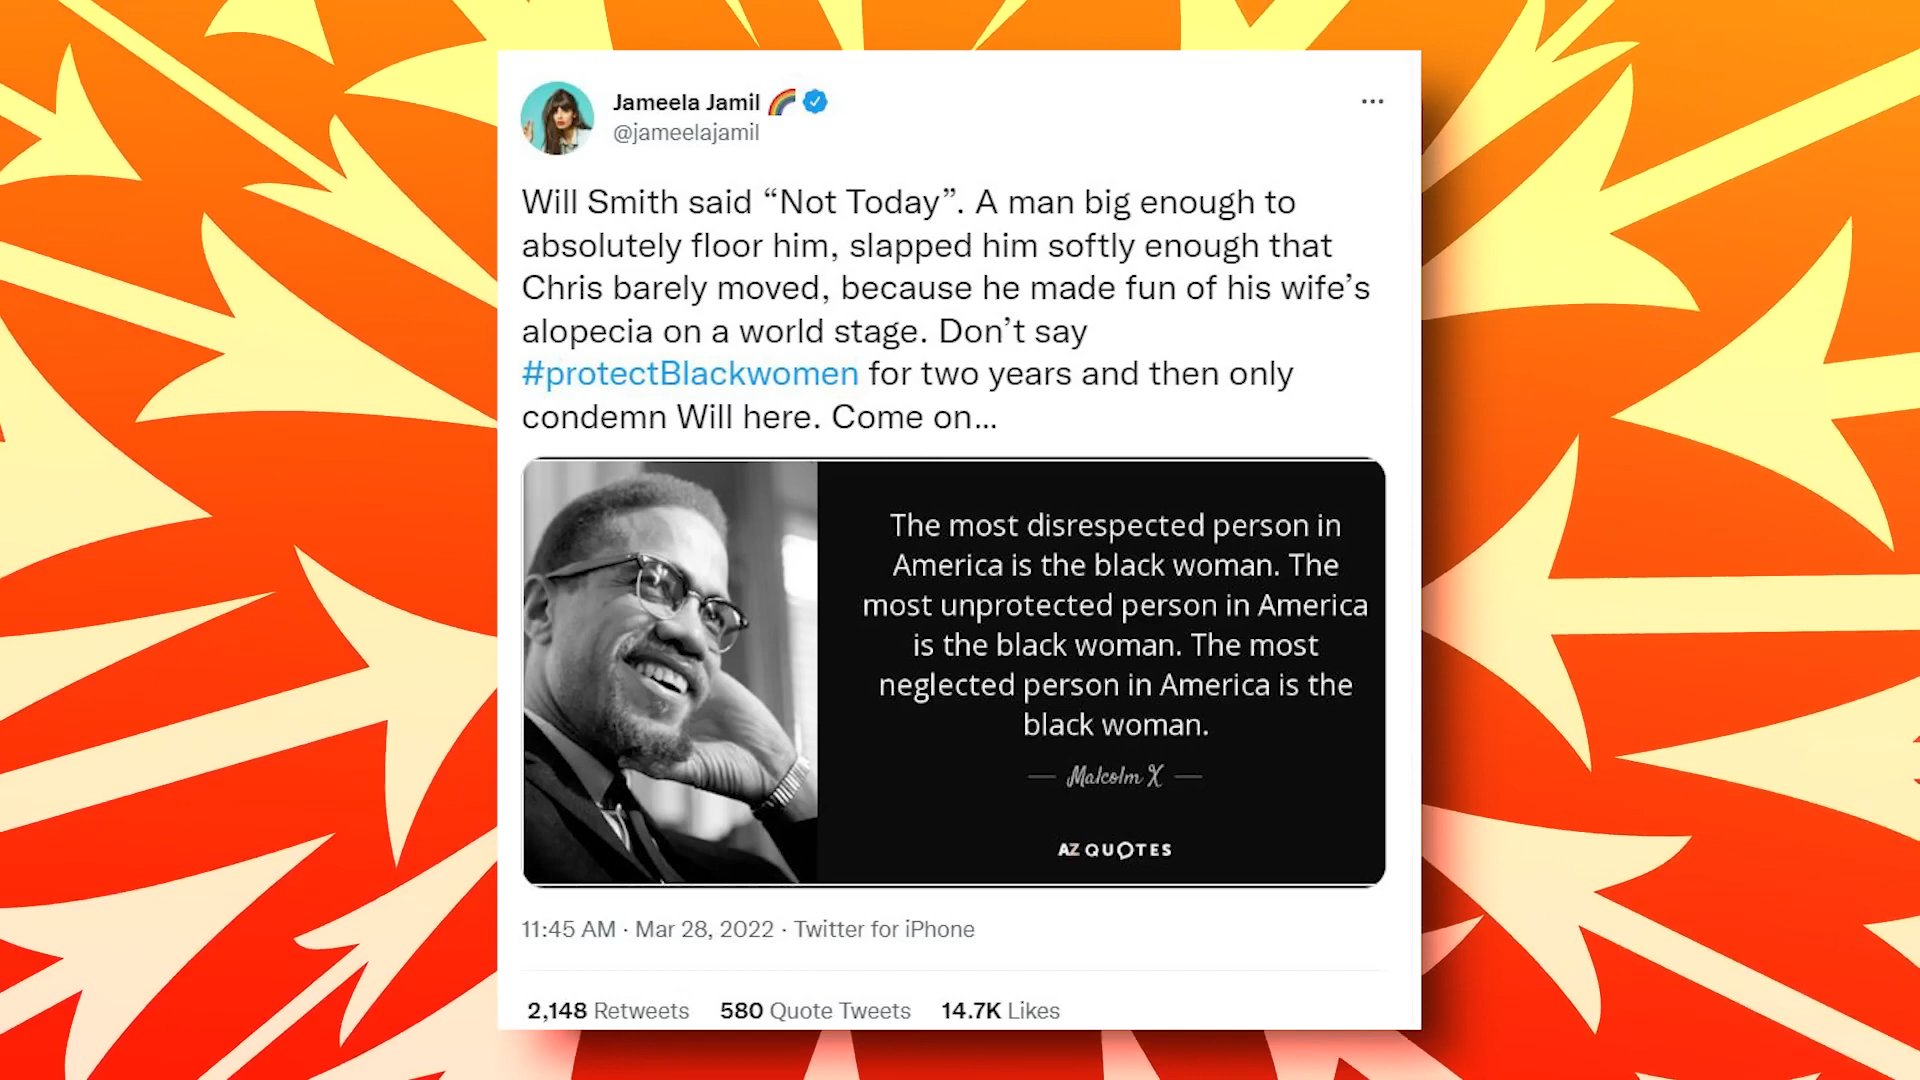 Jameela Jamil 🌈
@jameelajamil
Will Smith said “Not Today”. A man big enough to
absolutely floor him, slapped him softly enough that
Chris barely moved, because he made fun of his wife’s
alopecia on a world stage. Don’t say
#protectBlackwomen for two years and then only
condemn Will here. Come on...
The most disrespected person in
America is the black woman. The
most unprotected person in America
is the black woman. The most
neglected person in America is the
black woman.
— Malcolm X —
AZ QUOTES
11:45 AM · Mar 28, 2022 · Twitter for iPhone
2,148 Retweets 580 Quote Tweets 14.7K Likes